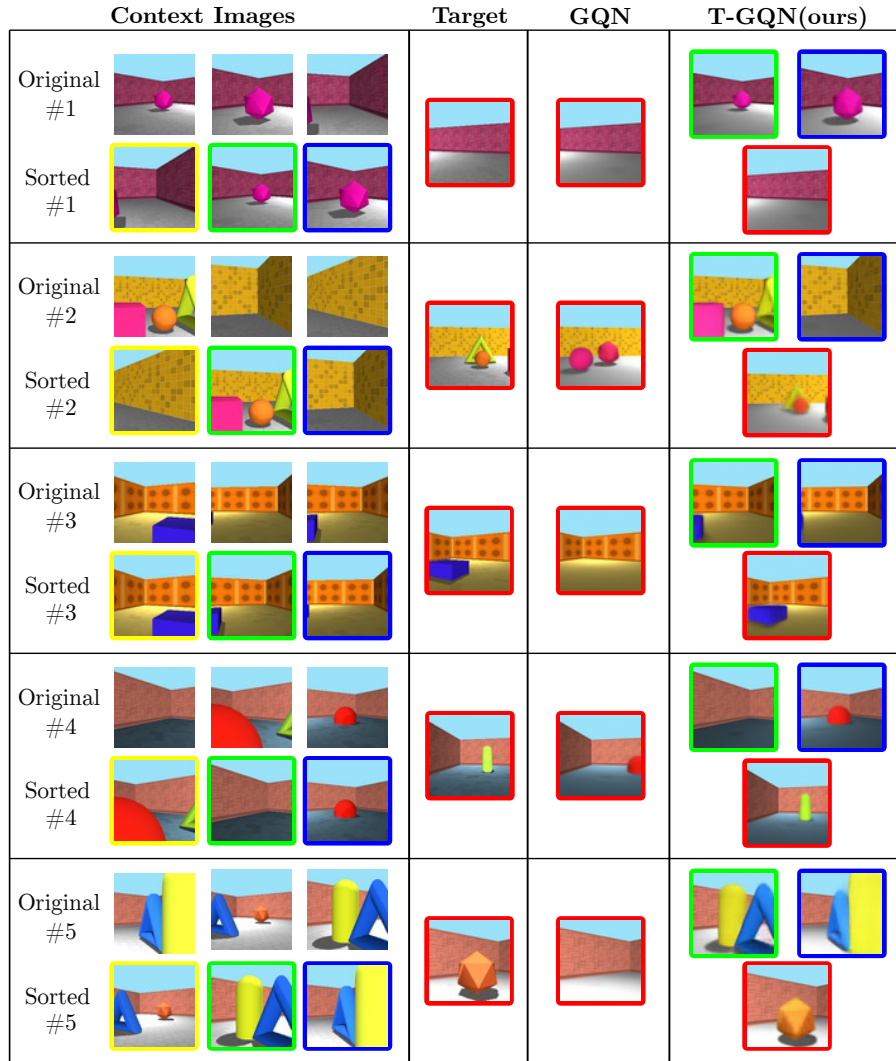 Context Images Target GQN T-GQN(ours)
Original
#1
Sorted
#1
Original
#2
Sorted
#2
Original
#3
Sorted
#3
Original
#4
Sorted
#4
Original
#5
Sorted
#5